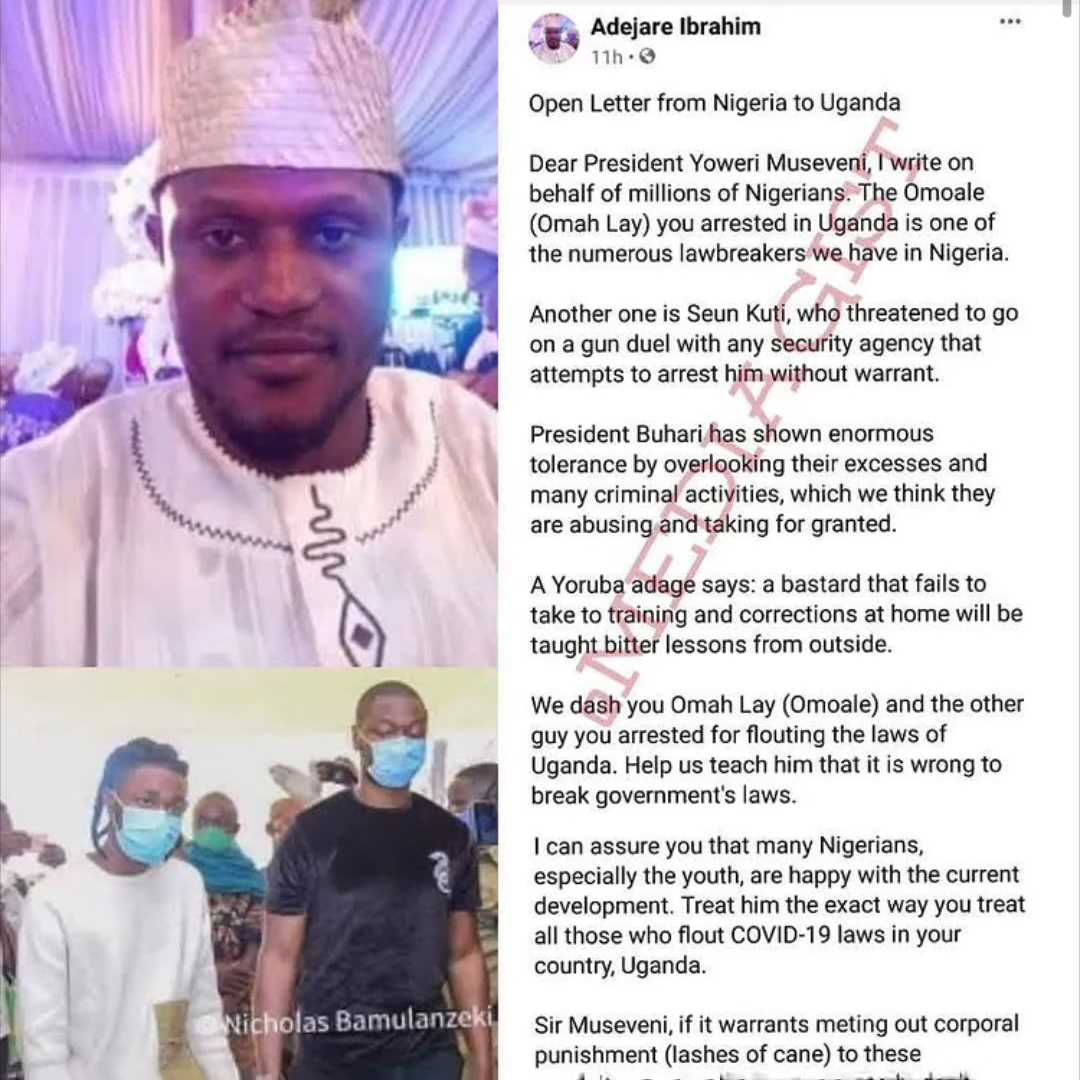 Adejare Ibrahim
11h
Open Letter from Nigeria to Uganda
Dear President Yoweri Museveni, I write on
behalf of millions of Nigerians. The Omoale
(Omah Lay) you arrested in Uganda is one of
the numerous lawbreakers we have in Nigeria.
Another one is Seun Kuti, who threatened to go
on a gun duel with any security agency that
attempts to arrest him without warrant.
President Buhari has shown enormous
tolerance by overlooking their excesses and
many criminal activities, which we think they
are abusing and taking for granted.
A Yoruba adage says: a bastard that fails to
take to training and corrections at home will be
taught bitter lessons from outside.
We dash you Omah Lay (Omoale) and the other
guy you arrested for flouting the laws of
Uganda. Help us teach him that it is wrong to
break government's laws.
I can assure you that many Nigerians,
especially the youth, are happy with the current
development. Treat him the exact way you treat
all those who flout COVID-19 laws in your
country, Uganda.
Sir Museveni, if it warrants meting out corporal
punishment (lashes of cane) to these
MEDIAGIST
Nicholas Bamulanzeki